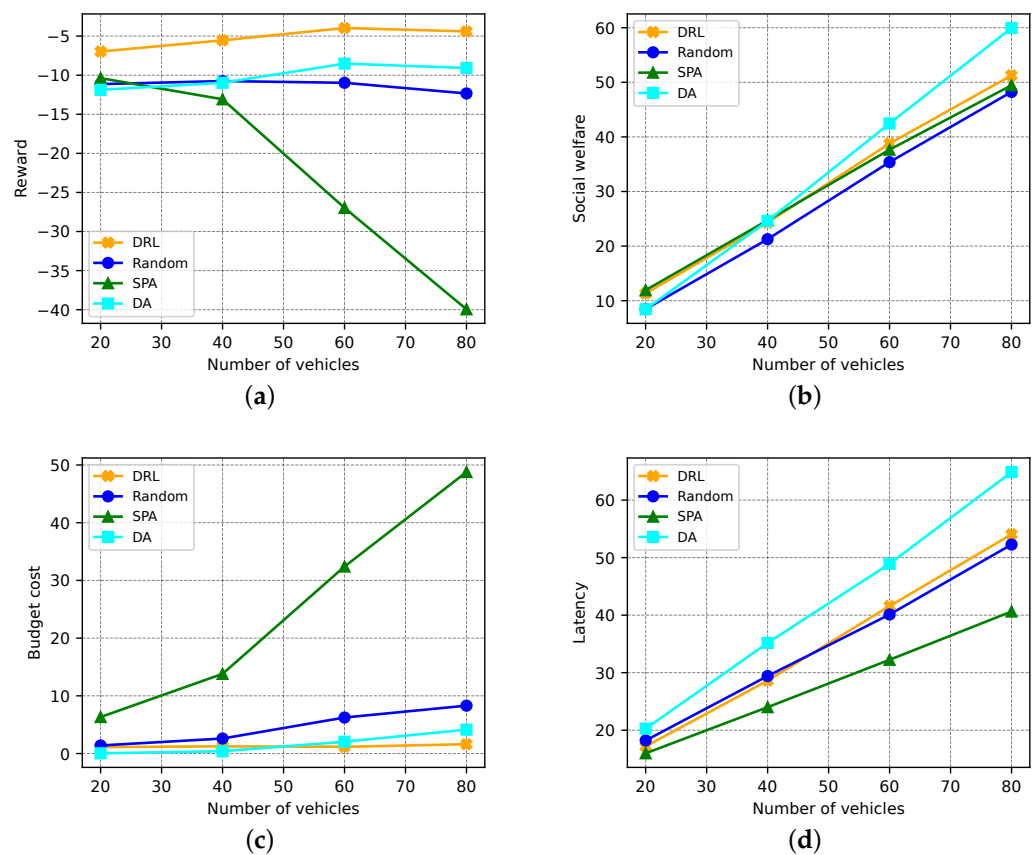 −5
−10
−15
−20
−25
−30
−35
−40
Reward
DRL
Random
SPA
DA
20 30 40 50 60 70 80
Number of vehicles
(a)
60
50
40
30
20
10
Social welfare
DRL
Random
SPA
DA
20 30 40 50 60 70 80
Number of vehicles
(b)
50
40
30
20
10
0
Budget cost
DRL
Random
SPA
DA
20 30 40 50 60 70 80
Number of vehicles
(c)
60
50
40
30
20
Latency
DRL
Random
SPA
DA
20 30 40 50 60 70 80
Number of vehicles
(d)